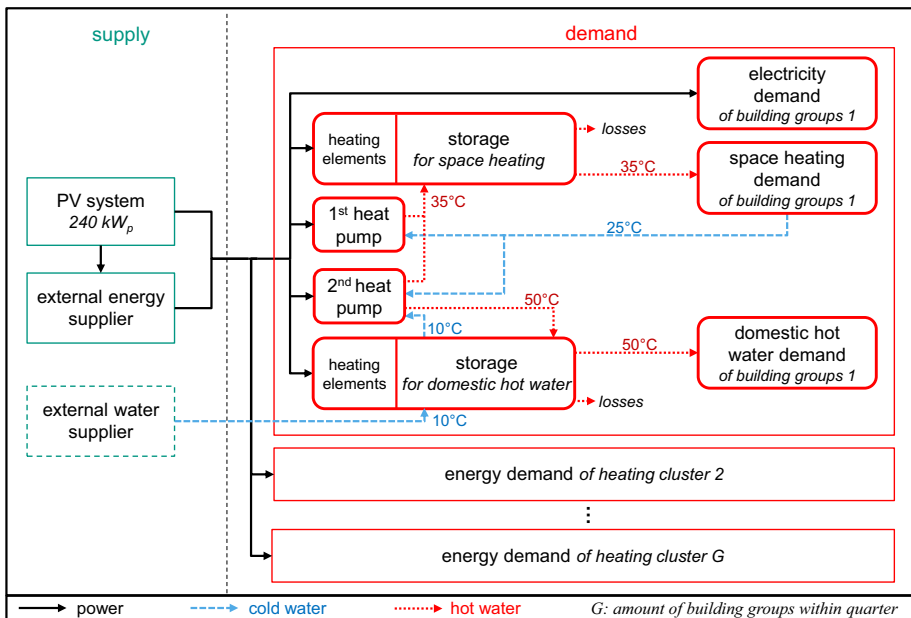 supply
demand
electricity
demand
of building groups 1
heating
elements
storage
for space heating
losses
35°C
space heating
demand
of building groups 1
PV system
240 kWp
35°C
1st heat
pump
25°C
external energy
supplier
2nd heat
pump
50°C
10°C
heating
elements
storage
for domestic hot water
50°C
domestic hot
water demand
of building groups 1
losses
external water
supplier
10°C
energy demand of heating cluster 2
⋮
energy demand of heating cluster G
power
cold water
hot water
G: amount of building groups within quarter